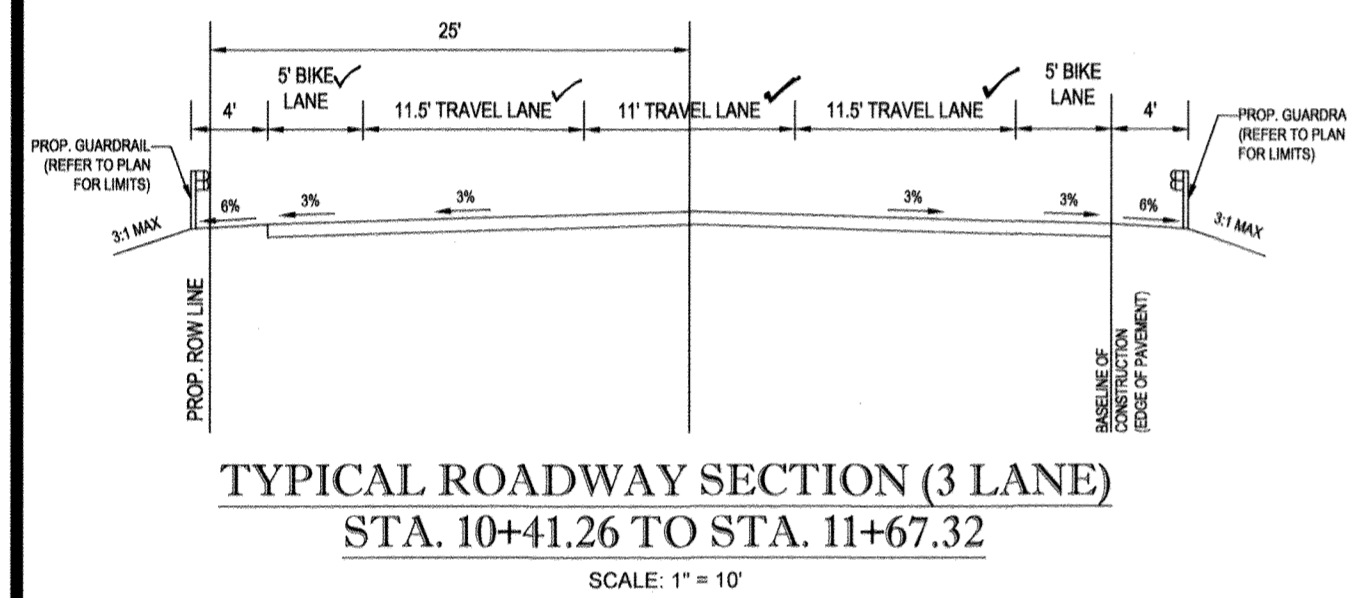 25'
5' BIKE
LANE
4'
11.5' TRAVEL LANE
11' TRAVEL LANE
11.5' TRAVEL LANE
5' BIKE
LANE
4'
PROP. GUARDRAIL
(REFER TO PLAN
FOR LIMITS)
PROP. GUARDRA
(REFER TO PLAN
FOR LIMITS)
3:1 MAX
6%
3%
3%
3%
3%
6%
3:1 MAX
PROP. ROW LINE
BASELINE OF
CONSTRUCTION
(EDGE OF PAVEMENT)
TYPICAL ROADWAY SECTION (3 LANE)
STA. 10+41.26 TO STA. 11+67.32
SCALE: 1" = 10'